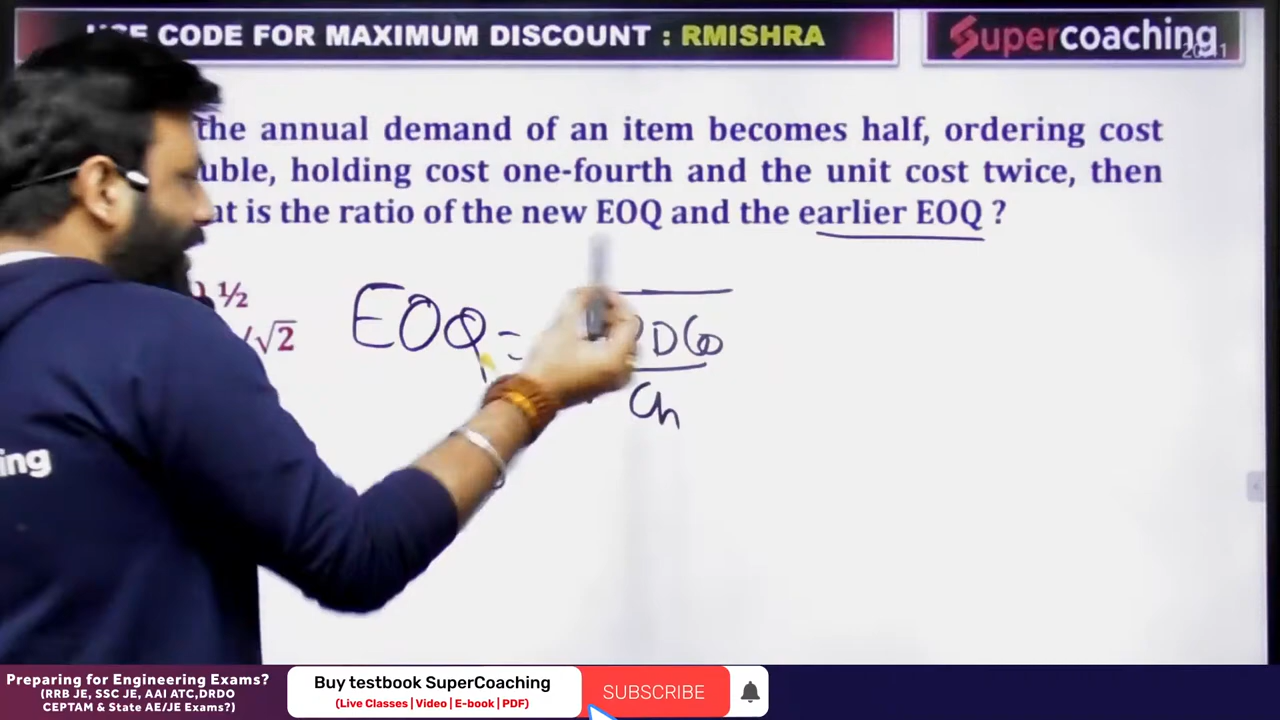 USE CODE FOR MAXIMUM DISCOUNT : RMISHRA
Supercoaching
the annual demand of an item becomes half, ordering cost
holding cost one-fourth and the unit cost twice, then
is the ratio of the new EOQ and the earlier EOQ ?
½
√2
EOQ =
DCo
Ch
Preparing for Engineering Exams?
(RRB JE, SSC JE, AAI ATC,DRDO
CEPTAM & State AE/JE Exams?)
Buy testbook SuperCoaching
(Live Classes | Video | E-book | PDF)
SUBSCRIBE